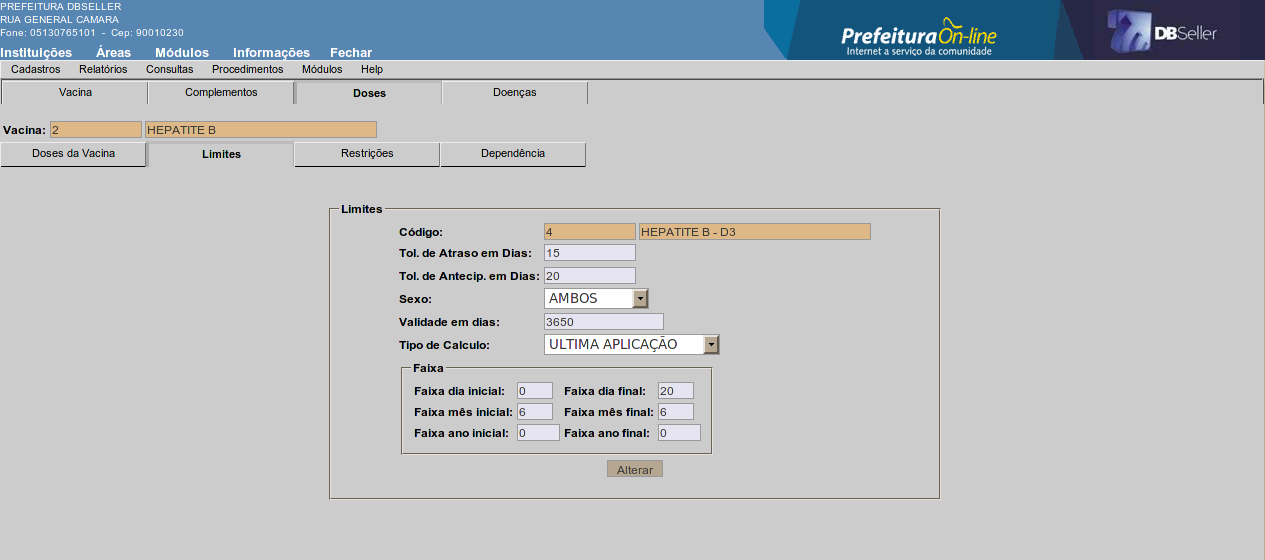 PREFEITURA DBSELLER
RUA GENERAL CAMARA
Fone: 05130765101 - Cep: 90010230
PrefeituraOn-line
Internet a serviço da comunidade
DBSeller
Instituições Áreas Módulos Informações Fechar
Cadastros Relatórios Consultas Procedimentos Módulos Help
Vacina Complementos Doses Doenças
Vacina: 2 HEPATITE B
Doses da Vacina Limites Restrições Dependência
Limites
Código: 4 HEPATITE B - D3
Tol. de Atraso em Dias: 15
Tol. de Antecip. em Dias: 20
Sexo: AMBOS
Validade em dias: 3650
Tipo de Calculo: ULTIMA APLICAÇÃO
Faixa
Faixa dia inicial: 0 Faixa dia final: 20
Faixa mês inicial: 6 Faixa mês final: 6
Faixa ano inicial: 0 Faixa ano final: 0
Alterar